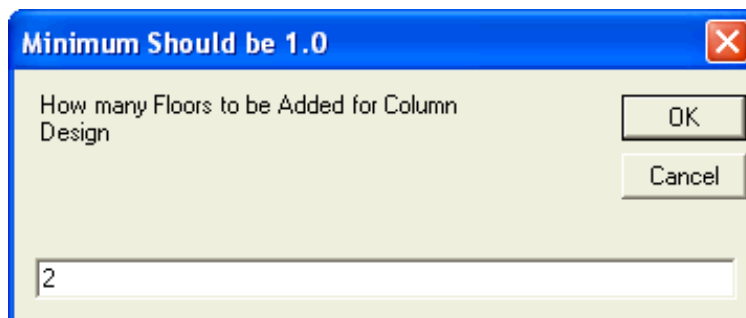 Minimum Should be 1.0
How many Floors to be Added for Column
Design
OK
Cancel
2